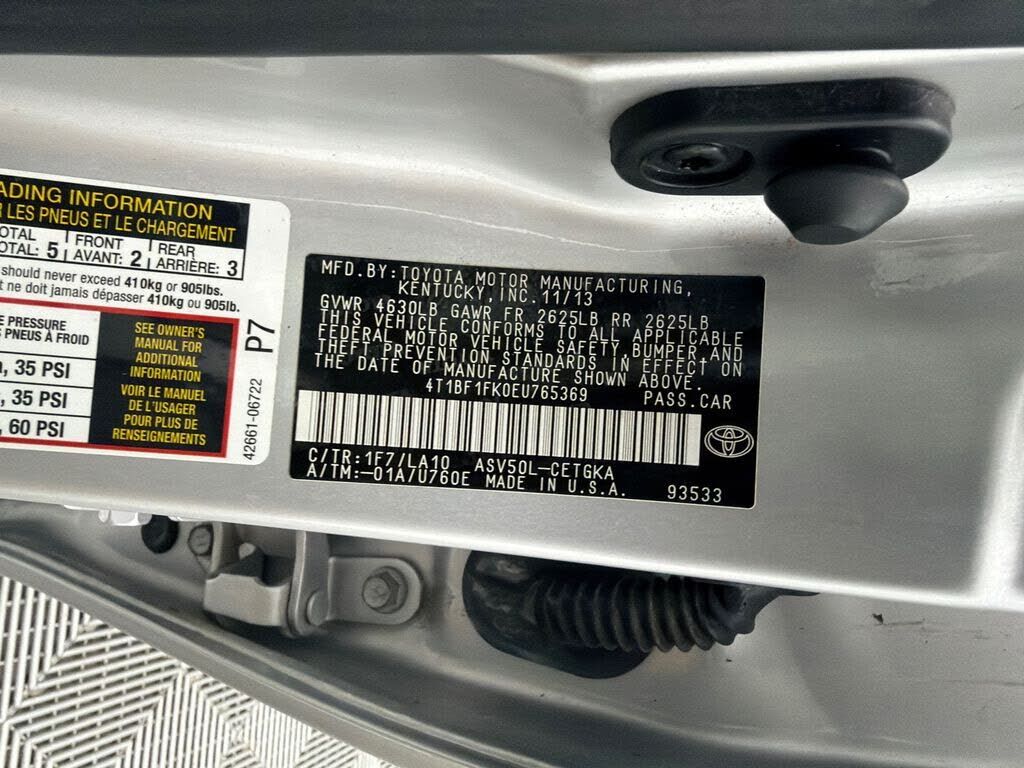 ADING INFORMATION
R LES PNEUS ET LE CHARGEMENT
TOTAL: 5 FRONT AVANT: 2 REAR ARRIÈRE: 3
should never exceed 410kg or 905lbs.
t ne doit jamais dépasser 410kg ou 905lb.
E PRESSURE
PNEUS À FROID
, 35 PSI
, 35 PSI
, 60 PSI
SEE OWNER'S
MANUAL FOR
ADDITIONAL
INFORMATION
VOIR LE MANUEL
DE L'USAGER
POUR PLUS DE
RENSEIGNEMENTS
42661-06722 P7
MFD.BY:TOYOTA MOTOR MANUFACTURING,
KENTUCKY,INC.11/13
GVWR 4630LB GAWR FR 2625LB RR 2625LB
THIS VEHICLE CONFORMS TO ALL APPLICABLE
FEDERAL MOTOR VEHICLE SAFETY,BUMPER,AND
THEFT PREVENTION STANDARDS IN EFFECT ON
THE DATE OF MANUFACTURE SHOWN ABOVE.
4T1BF1FK0EU765369 PASS.CAR
C/TR:1F7/LA10 ASV50L-CETGKA
A/TM:-01A/U760E MADE IN U.S.A. 93533